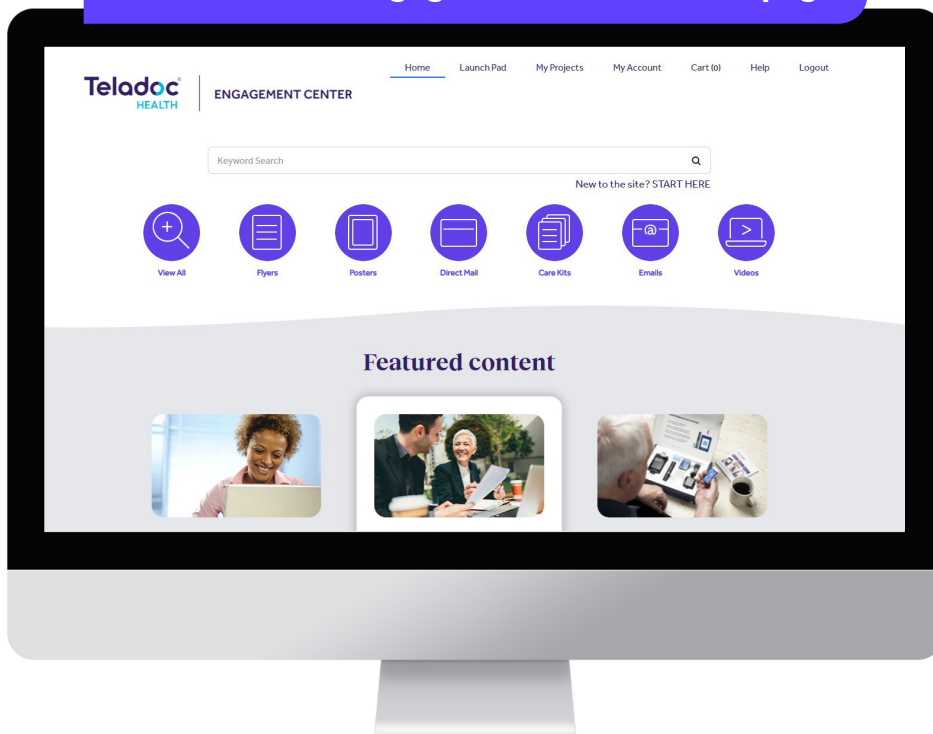 Home Launch Pad My Projects My Account Cart (0) Help Logout
Teladoc®
HEALTH
ENGAGEMENT CENTER
Keyword Search
New to the site? START HERE
View All Flyers Posters Direct Mail Care Kits Emails Videos
Featured content